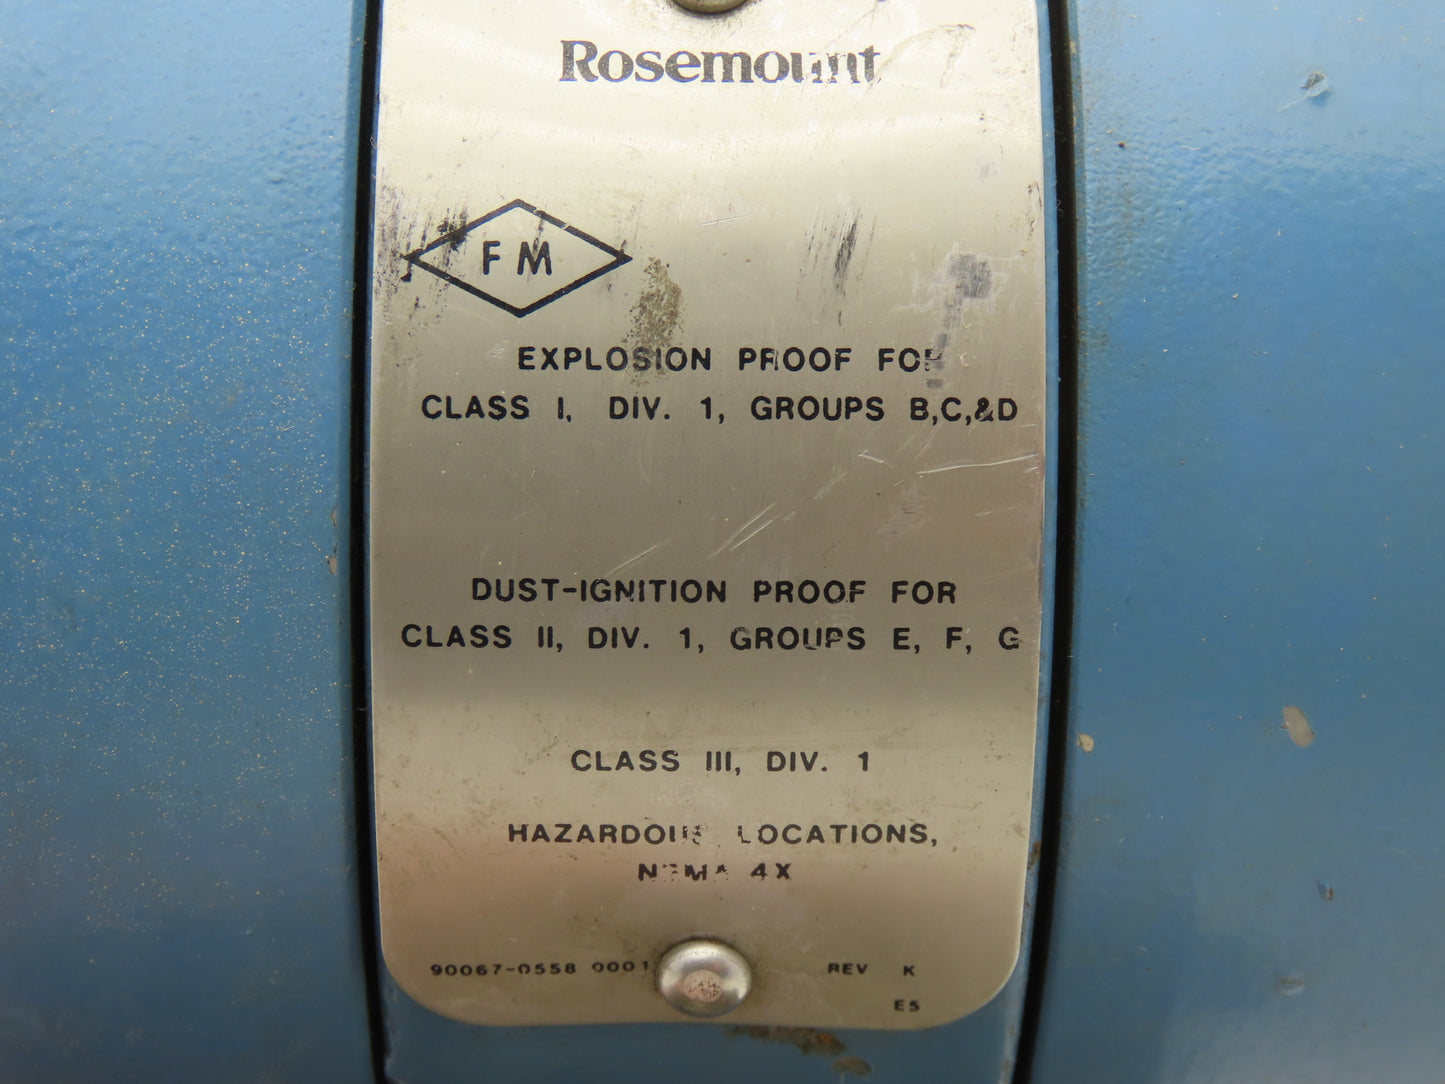 Rosemount
FM
EXPLOSION PROOF FOR
CLASS I, DIV. 1, GROUPS B,C,&D
DUST-IGNITION PROOF FOR
CLASS II, DIV. 1, GROUPS E, F, G
CLASS III, DIV. 1
HAZARDOUS LOCATIONS,
NEMA 4X
90067-0558 0001 REV K
E5